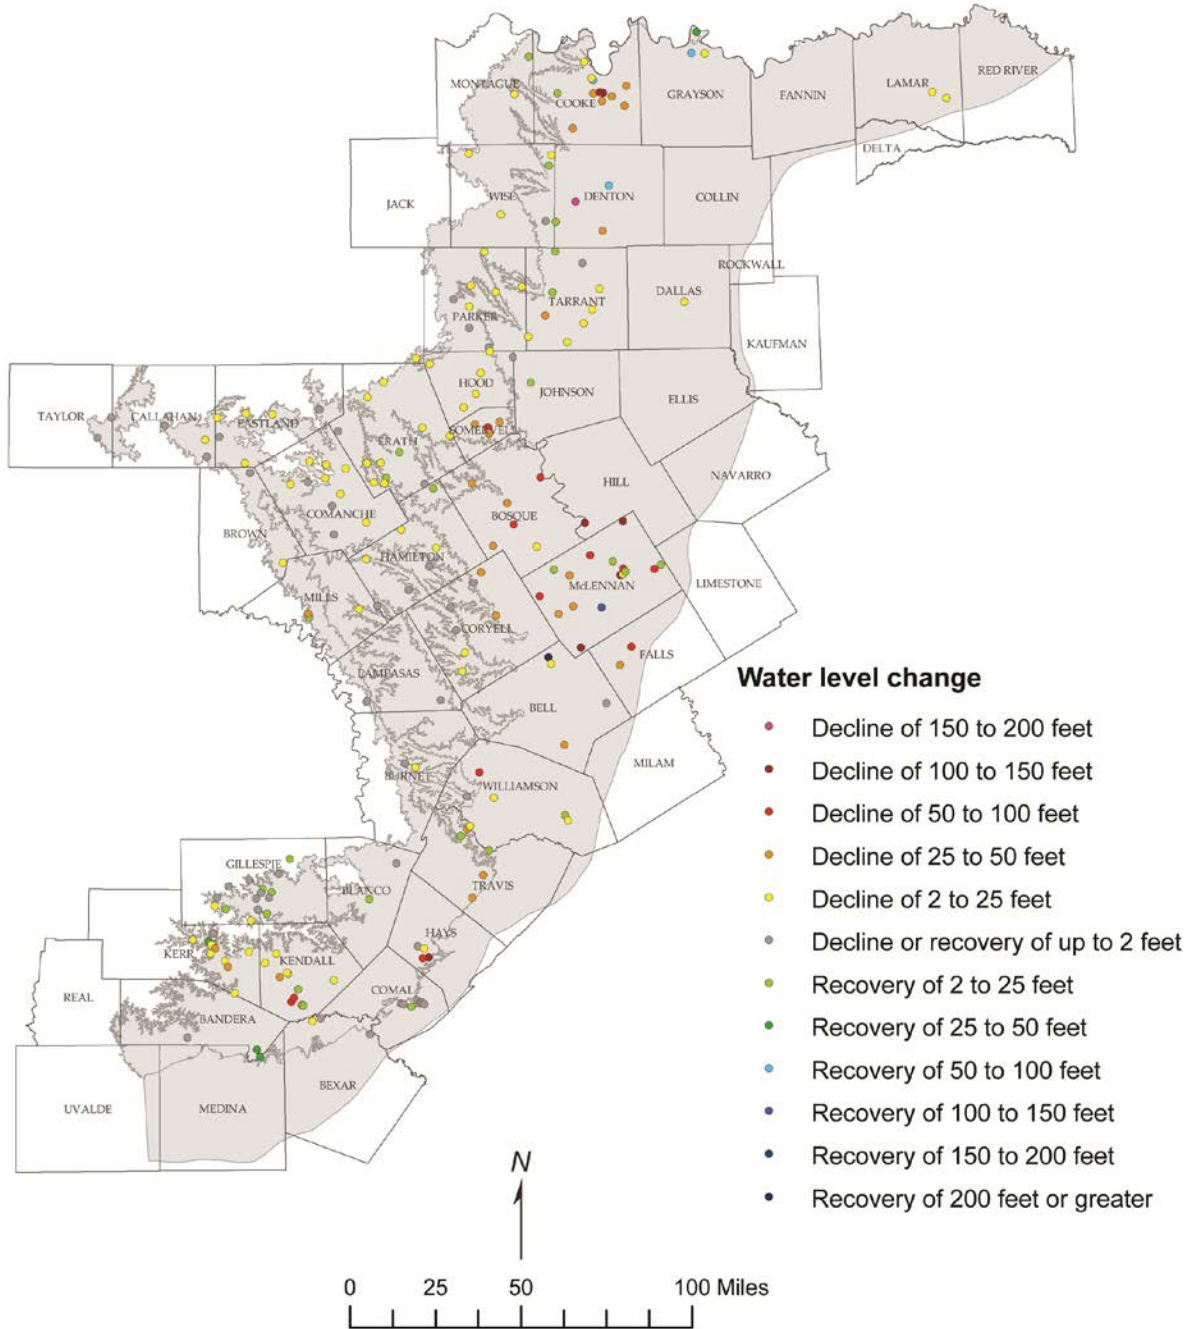 MONTAGUE
COOKE
GRAYSON
FANNIN
LAMAR
RED RIVER
DELTA
JACK
WISE
DENTON
COLLIN
ROCKWALL
PARKER
TARRANT
DALLAS
KAUFMAN
TAYLOR
CALLAHAN
EASTLAND
ERATH
HOOD
JOHNSON
ELLIS
SOMERVELL
NAVARRO
HILL
BOSQUE
COMANCHE
BROWN
HAMILTON
McLENNAN
LIMESTONE
MILLS
CORYELL
FALLS
LAMPASAS
BELL
MILAM
BURNET
WILLIAMSON
GILLESPIE
BLANCO
TRAVIS
HAYS
KERR
KENDALL
COMAL
REAL
BANDERA
BEXAR
UVALDE
MEDINA
Water level change
Decline of 150 to 200 feet
Decline of 100 to 150 feet
Decline of 50 to 100 feet
Decline of 25 to 50 feet
Decline of 2 to 25 feet
Decline or recovery of up to 2 feet
Recovery of 2 to 25 feet
Recovery of 25 to 50 feet
Recovery of 50 to 100 feet
Recovery of 100 to 150 feet
Recovery of 150 to 200 feet
Recovery of 200 feet or greater
N
0 25 50 100 Miles